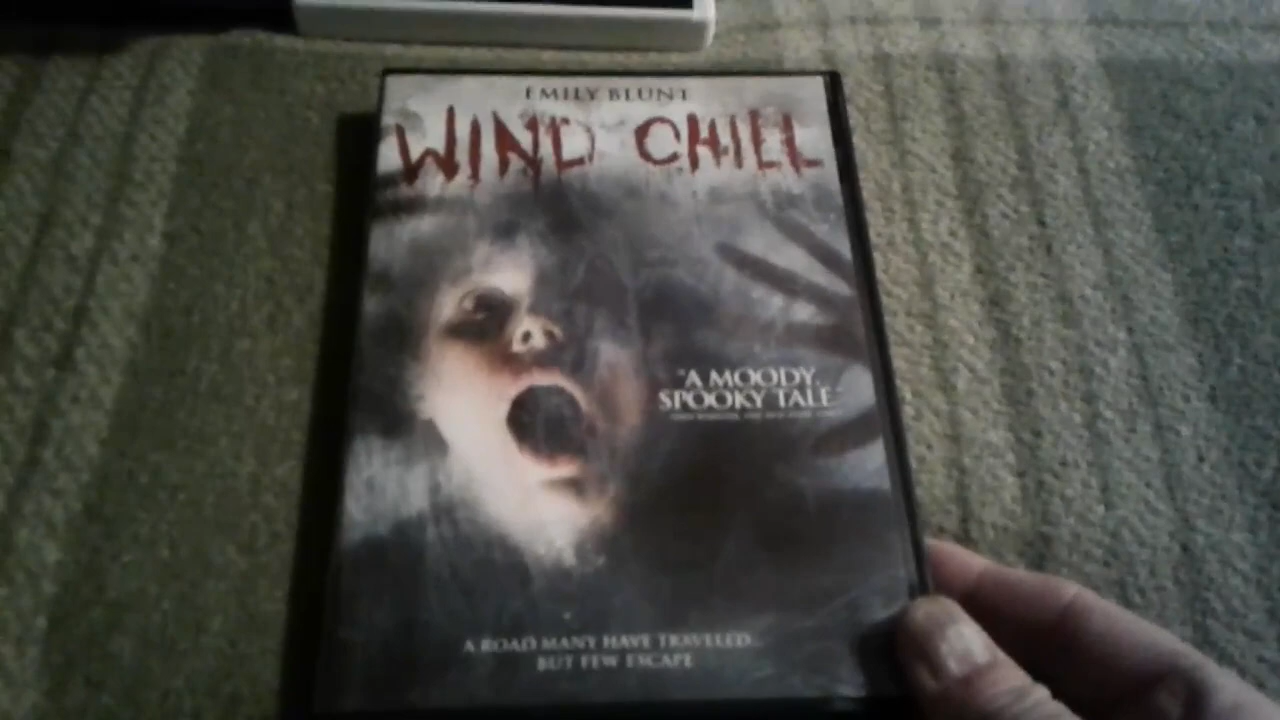 EMILY BLUNT
WIND CHILL
"A MOODY,
SPOOKY TALE"
A ROAD MANY HAVE TRAVELED...
BUT FEW ESCAPE